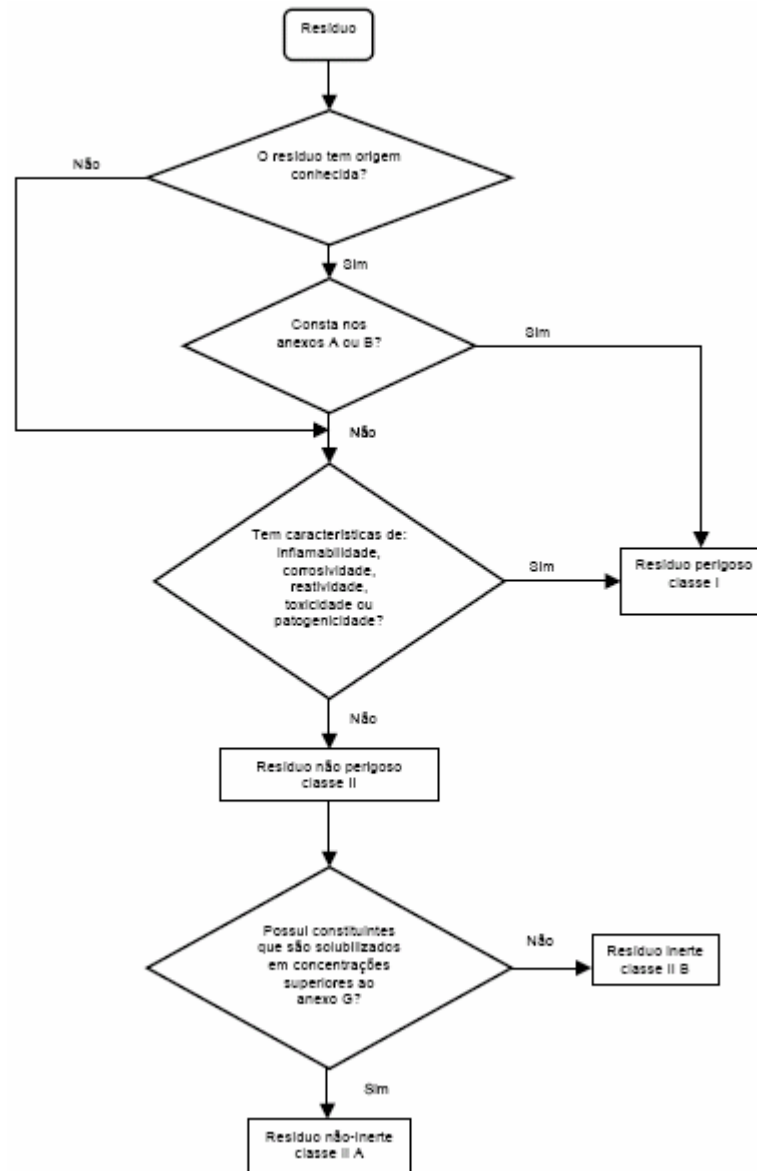 Resíduo
O resíduo tem origem
conhecida?
Não
Sim
Consta nos
anexos A ou B?
Sim
Não
Tem características de:
inflamabilidade,
corrosividade,
reatividade,
toxicidade ou
patogenicidade?
Sim
Resíduo perigoso
classe I
Não
Resíduo não perigoso
classe II
Possui constituintes
que são solubilizados
em concentrações
superiores ao
anexo G?
Não
Resíduo inerte
classe II B
Sim
Resíduo não-inerte
classe II A